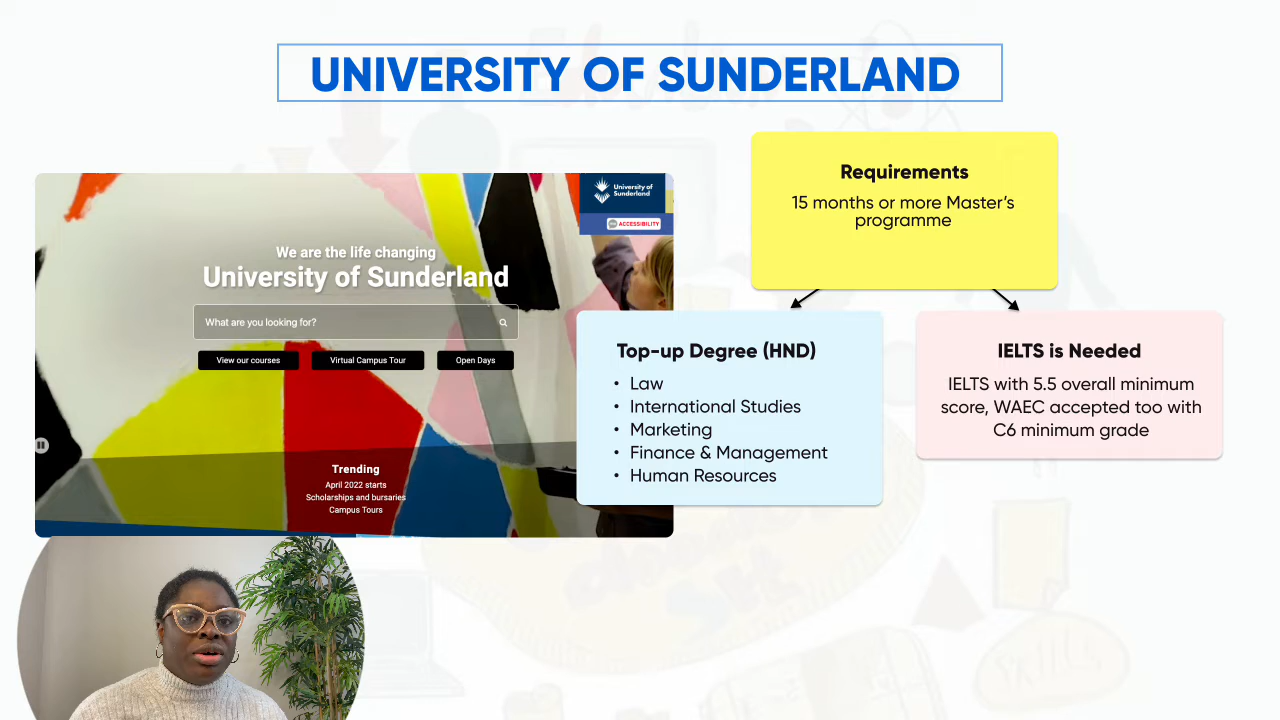 UNIVERSITY OF SUNDERLAND
University of
Sunderland
ACCESSIBILITY
We are the life changing
University of Sunderland
What are you looking for?
View our courses
Virtual Campus Tour
Open Days
Trending
April 2022 starts
Scholarships and bursaries
Campus Tours
Requirements
15 months or more Master's
programme
Top-up Degree (HND)
• Law
• International Studies
• Marketing
• Finance & Management
• Human Resources
IELTS is Needed
IELTS with 5.5 overall minimum
score, WAEC accepted too with
C6 minimum grade
SKILLS